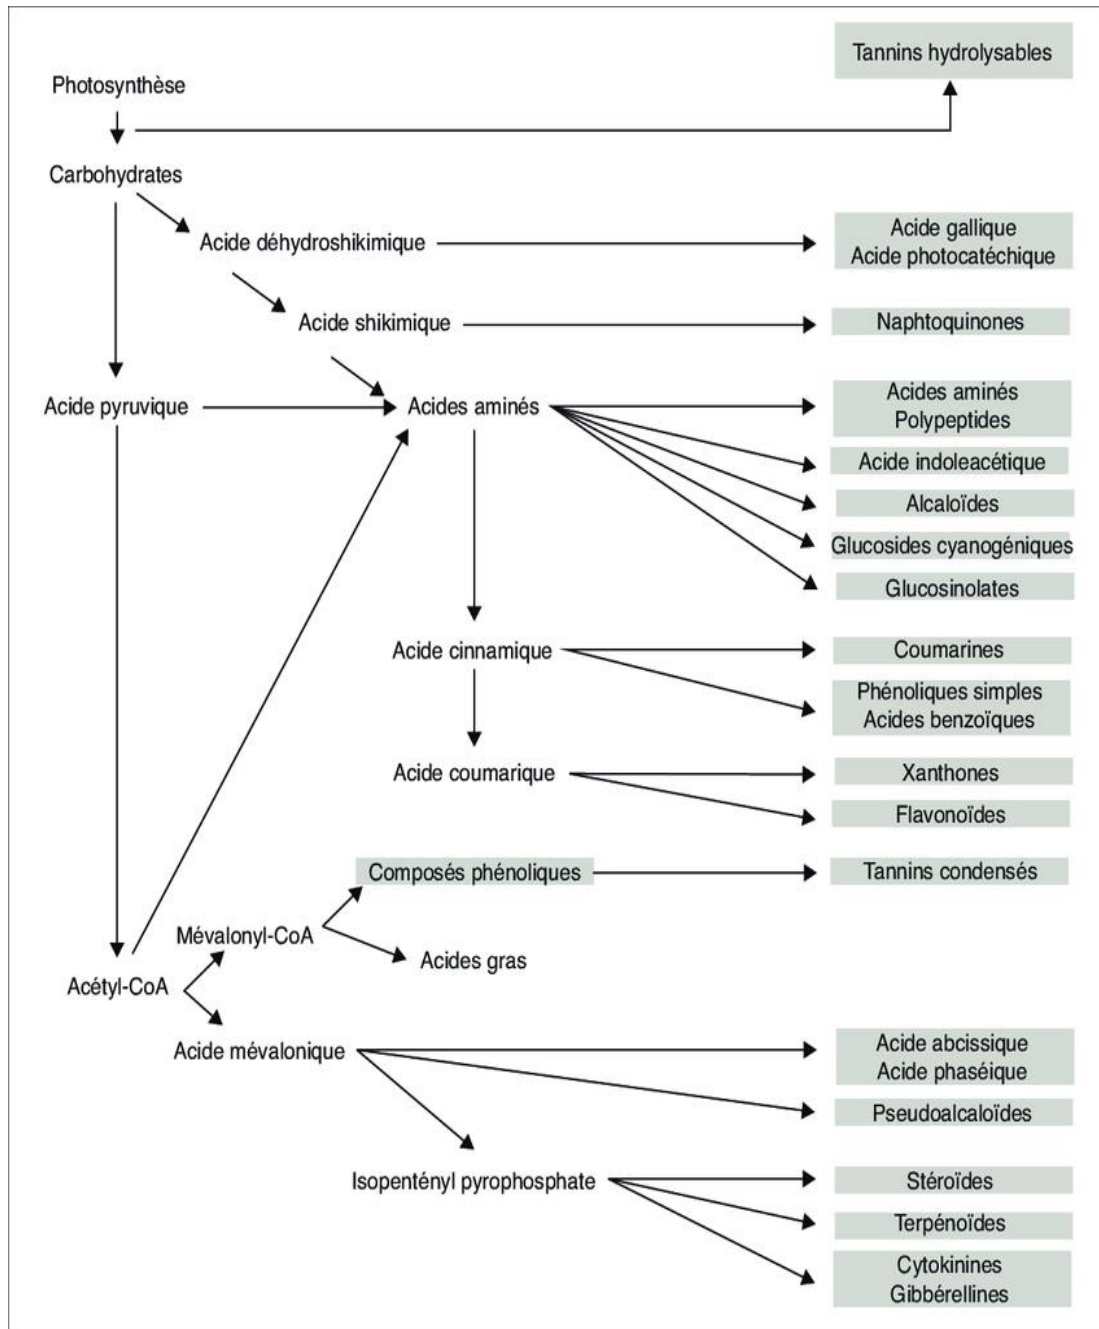 Tannins hydrolysables
Photosynthèse
Carbohydrates
Acide déhydroshikimique
Acide gallique
Acide photocatéchique
Acide shikimique
Naphtoquinones
Acide pyruvique
Acides aminés
Acides aminés
Polypeptides
Acide indoleacétique
Alcaloïdes
Glucosides cyanogéniques
Glucosinolates
Acide cinnamique
Coumarines
Phénoliques simples
Acides benzoïques
Acide coumarique
Xanthones
Flavonoïdes
Composés phénoliques
Tannins condensés
Mévalonyl-CoA
Acides gras
Acétyl-CoA
Acide mévalonique
Acide abcissique
Acide phaséique
Pseudoalcaloïdes
Isopentényl pyrophosphate
Stéroïdes
Terpénoïdes
Cytokinines
Gibbérellines